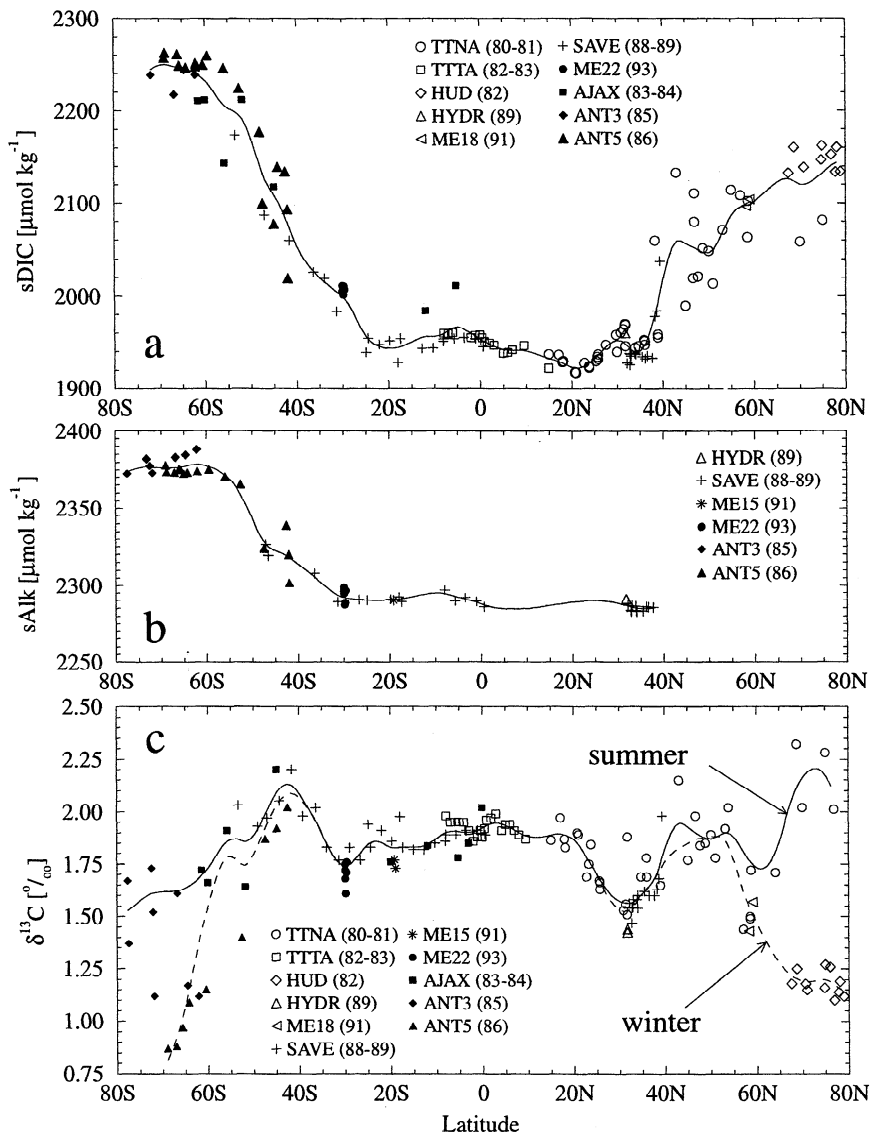 2300
2200
2100
2000
1900
sDIC [μmol kg⁻¹]
a
○ TTNA (80-81)
□ TTTA (82-83)
◇ HUD (82)
△ HYDR (89)
◁ ME18 (91)
+ SAVE (88-89)
● ME22 (93)
■ AJAX (83-84)
◆ ANT3 (85)
▲ ANT5 (86)
80S 60S 40S 20S 0 20N 40N 60N 80N
2400
2350
2300
2250
sAlk [μmol kg⁻¹]
b
△ HYDR (89)
+ SAVE (88-89)
✳ ME15 (91)
● ME22 (93)
◆ ANT3 (85)
▲ ANT5 (86)
80S 60S 40S 20S 0 20N 40N 60N 80N
2.50
2.25
2.00
1.75
1.50
1.25
1.00
0.75
δ¹³C [°/oo]
c
summer
winter
○ TTNA (80-81)
□ TTTA (82-83)
◇ HUD (82)
△ HYDR (89)
◁ ME18 (91)
+ SAVE (88-89)
✳ ME15 (91)
● ME22 (93)
■ AJAX (83-84)
◆ ANT3 (85)
▲ ANT5 (86)
80S 60S 40S 20S 0 20N 40N 60N 80N
Latitude